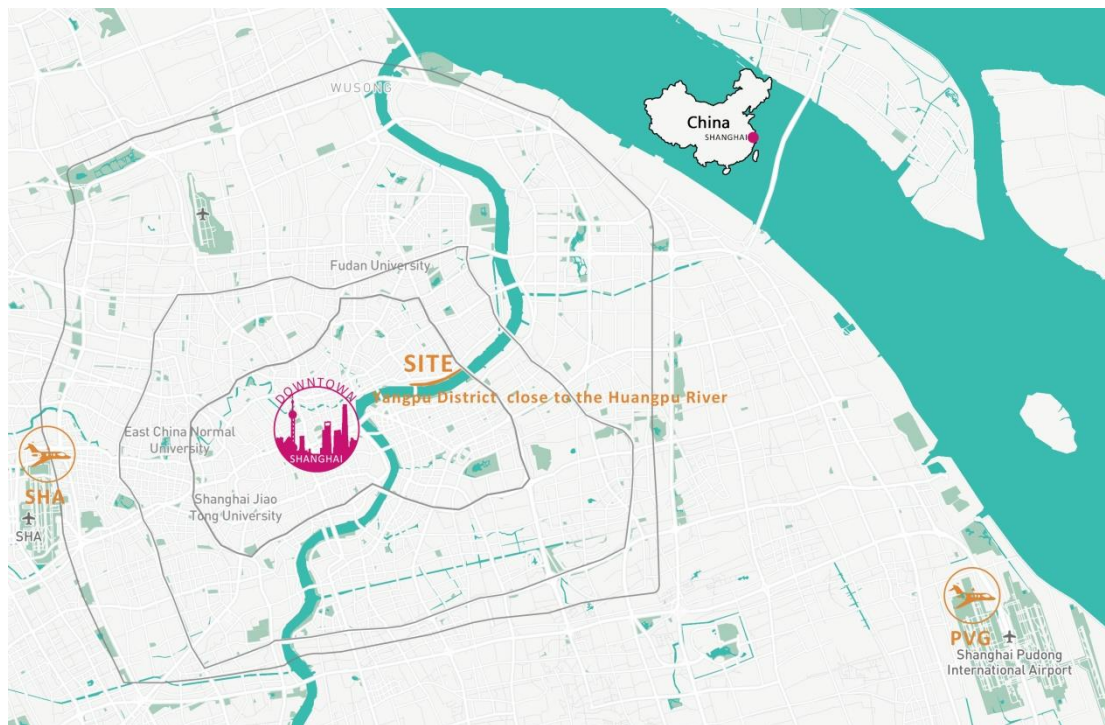 WUSONG
China
SHANGHAI
Fudan University
SITE
Yangpu District close to the Huangpu River
DOWNTOWN
SHANGHAI
East China Normal
University
SHA
Shanghai Jiao
Tong University
SHA
PVG
Shanghai Pudong
International Airport